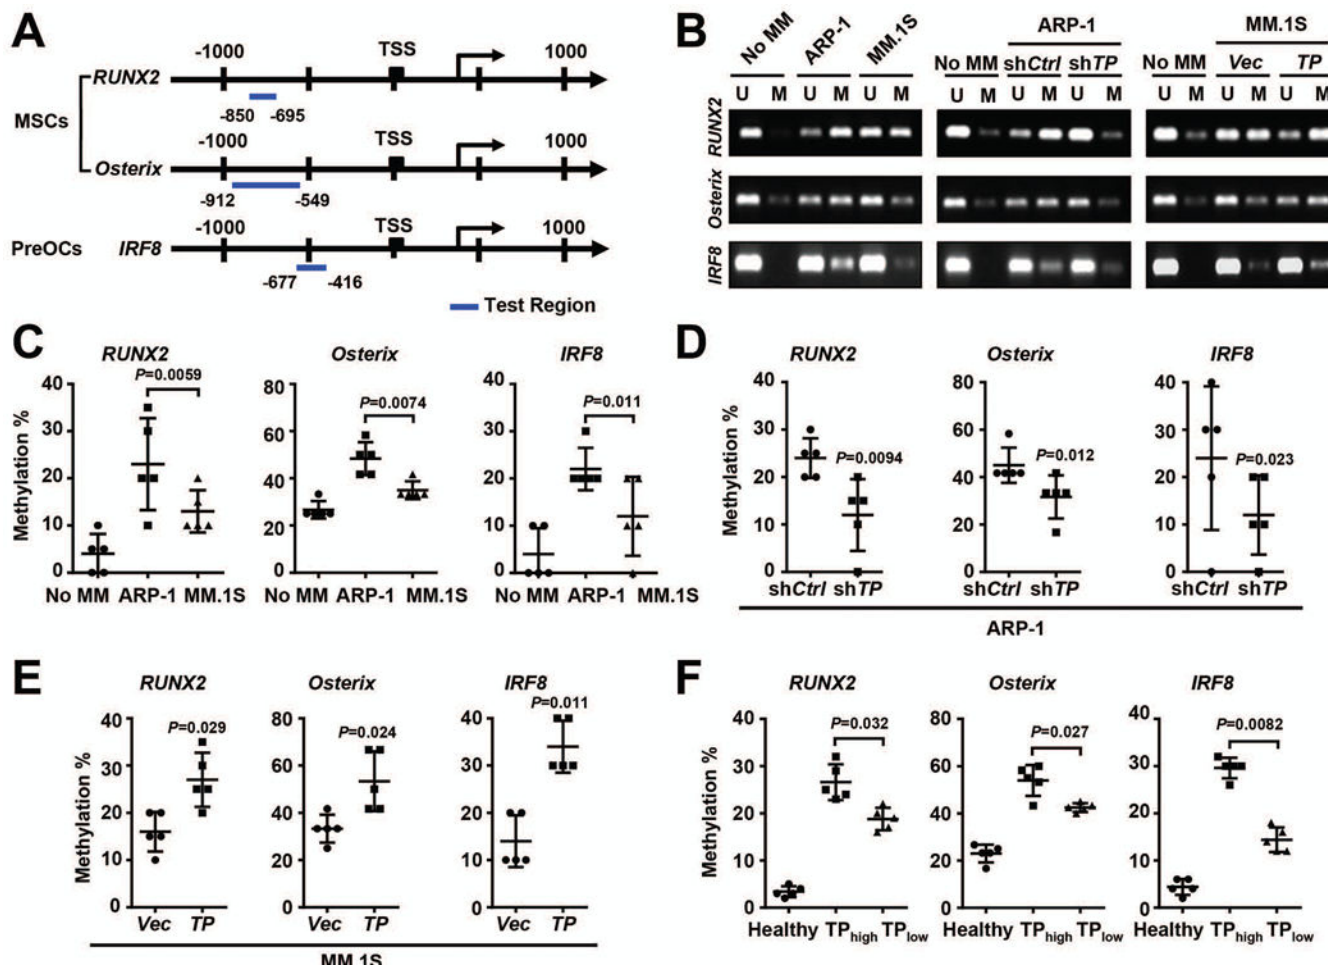 A
-1000 TSS 1000
RUNX2
-850 -695
MSCs
-1000 TSS 1000
Osterix
-912 -549
-1000 TSS 1000
PreOCs IRF8
-677 -416
Test Region
B
No MM ARP-1 MM.1S
U M U M U M
RUNX2
Osterix
IRF8
ARP-1
No MM shCtrl shTP
U M U M U M
MM.1S
No MM Vec TP
U M U M U M
C
Methylation %
RUNX2
P=0.0059
40
30
20
10
0
No MM ARP-1 MM.1S
Osterix
P=0.0074
80
60
40
20
0
No MM ARP-1 MM.1S
IRF8
P=0.011
40
30
20
10
0
No MM ARP-1 MM.1S
D
Methylation %
RUNX2
P=0.0094
40
30
20
10
0
shCtrl shTP
Osterix
P=0.012
80
60
40
20
0
shCtrl shTP
IRF8
P=0.023
40
30
20
10
0
shCtrl shTP
ARP-1
E
Methylation %
RUNX2
P=0.029
40
30
20
10
0
Vec TP
Osterix
P=0.024
80
60
40
20
0
Vec TP
IRF8
P=0.011
40
30
20
10
0
Vec TP
MM.1S
F
Methylation %
RUNX2
P=0.032
40
30
20
10
0
Healthy TPhigh TPlow
Osterix
P=0.027
80
60
40
20
0
Healthy TPhigh TPlow
IRF8
P=0.0082
40
30
20
10
0
Healthy TPhigh TPlow